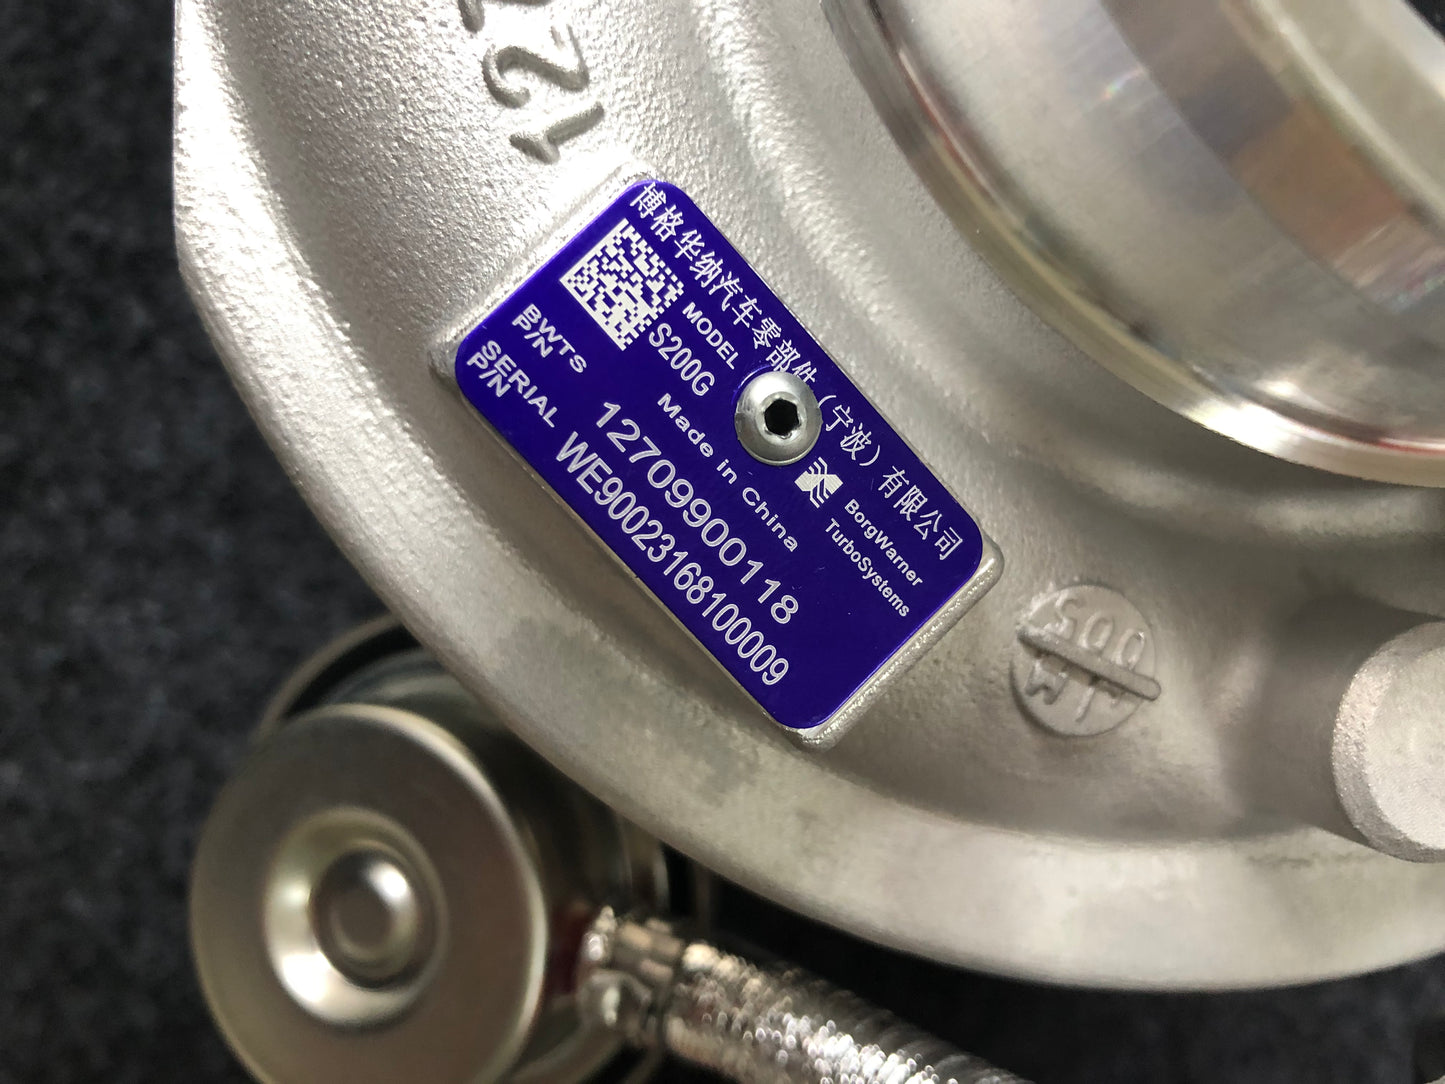 博格华纳汽车零部件（宁波）有限公司
MODEL
S200G
Made in China
BorgWarner
TurboSystems
BWTS
P/N
12709900118
SERIAL
P/N
WE90023168100009